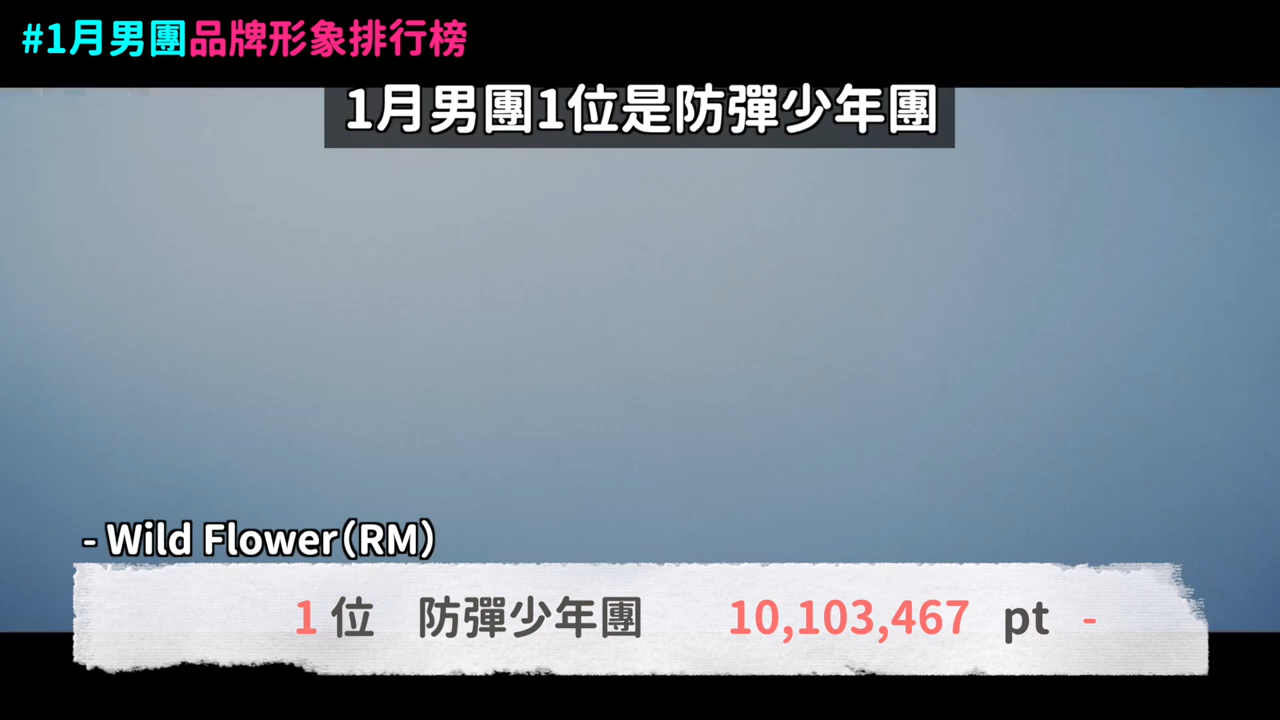 #1月男團品牌形象排行榜
1月男團1位是防彈少年團
- Wild Flower(RM)
1 位 防彈少年團 10,103,467 pt -